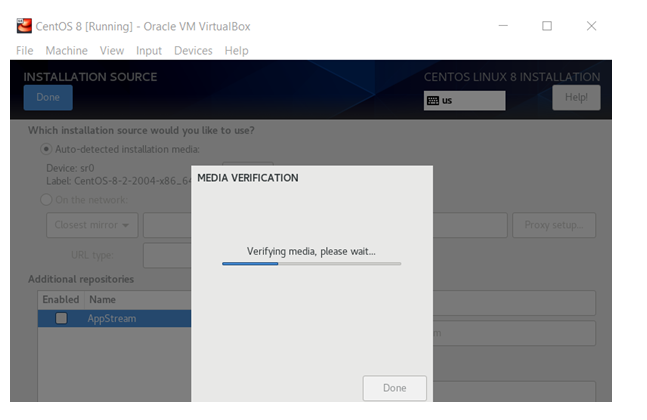 CentOS 8 [Running] - Oracle VM VirtualBox
File Machine View Input Devices Help
INSTALLATION SOURCE
CENTOS LINUX 8 INSTALLATION
Done
us
Help!
Which installation source would you like to use?
Auto-detected installation media:
Device: sr0
Label: CentOS-8-2-2004-x86_64
On the network:
Closest mirror
Proxy setup...
URL type
Additional repositories
Enabled Name
AppStream
MEDIA VERIFICATION
Verifying media, please wait...
Done